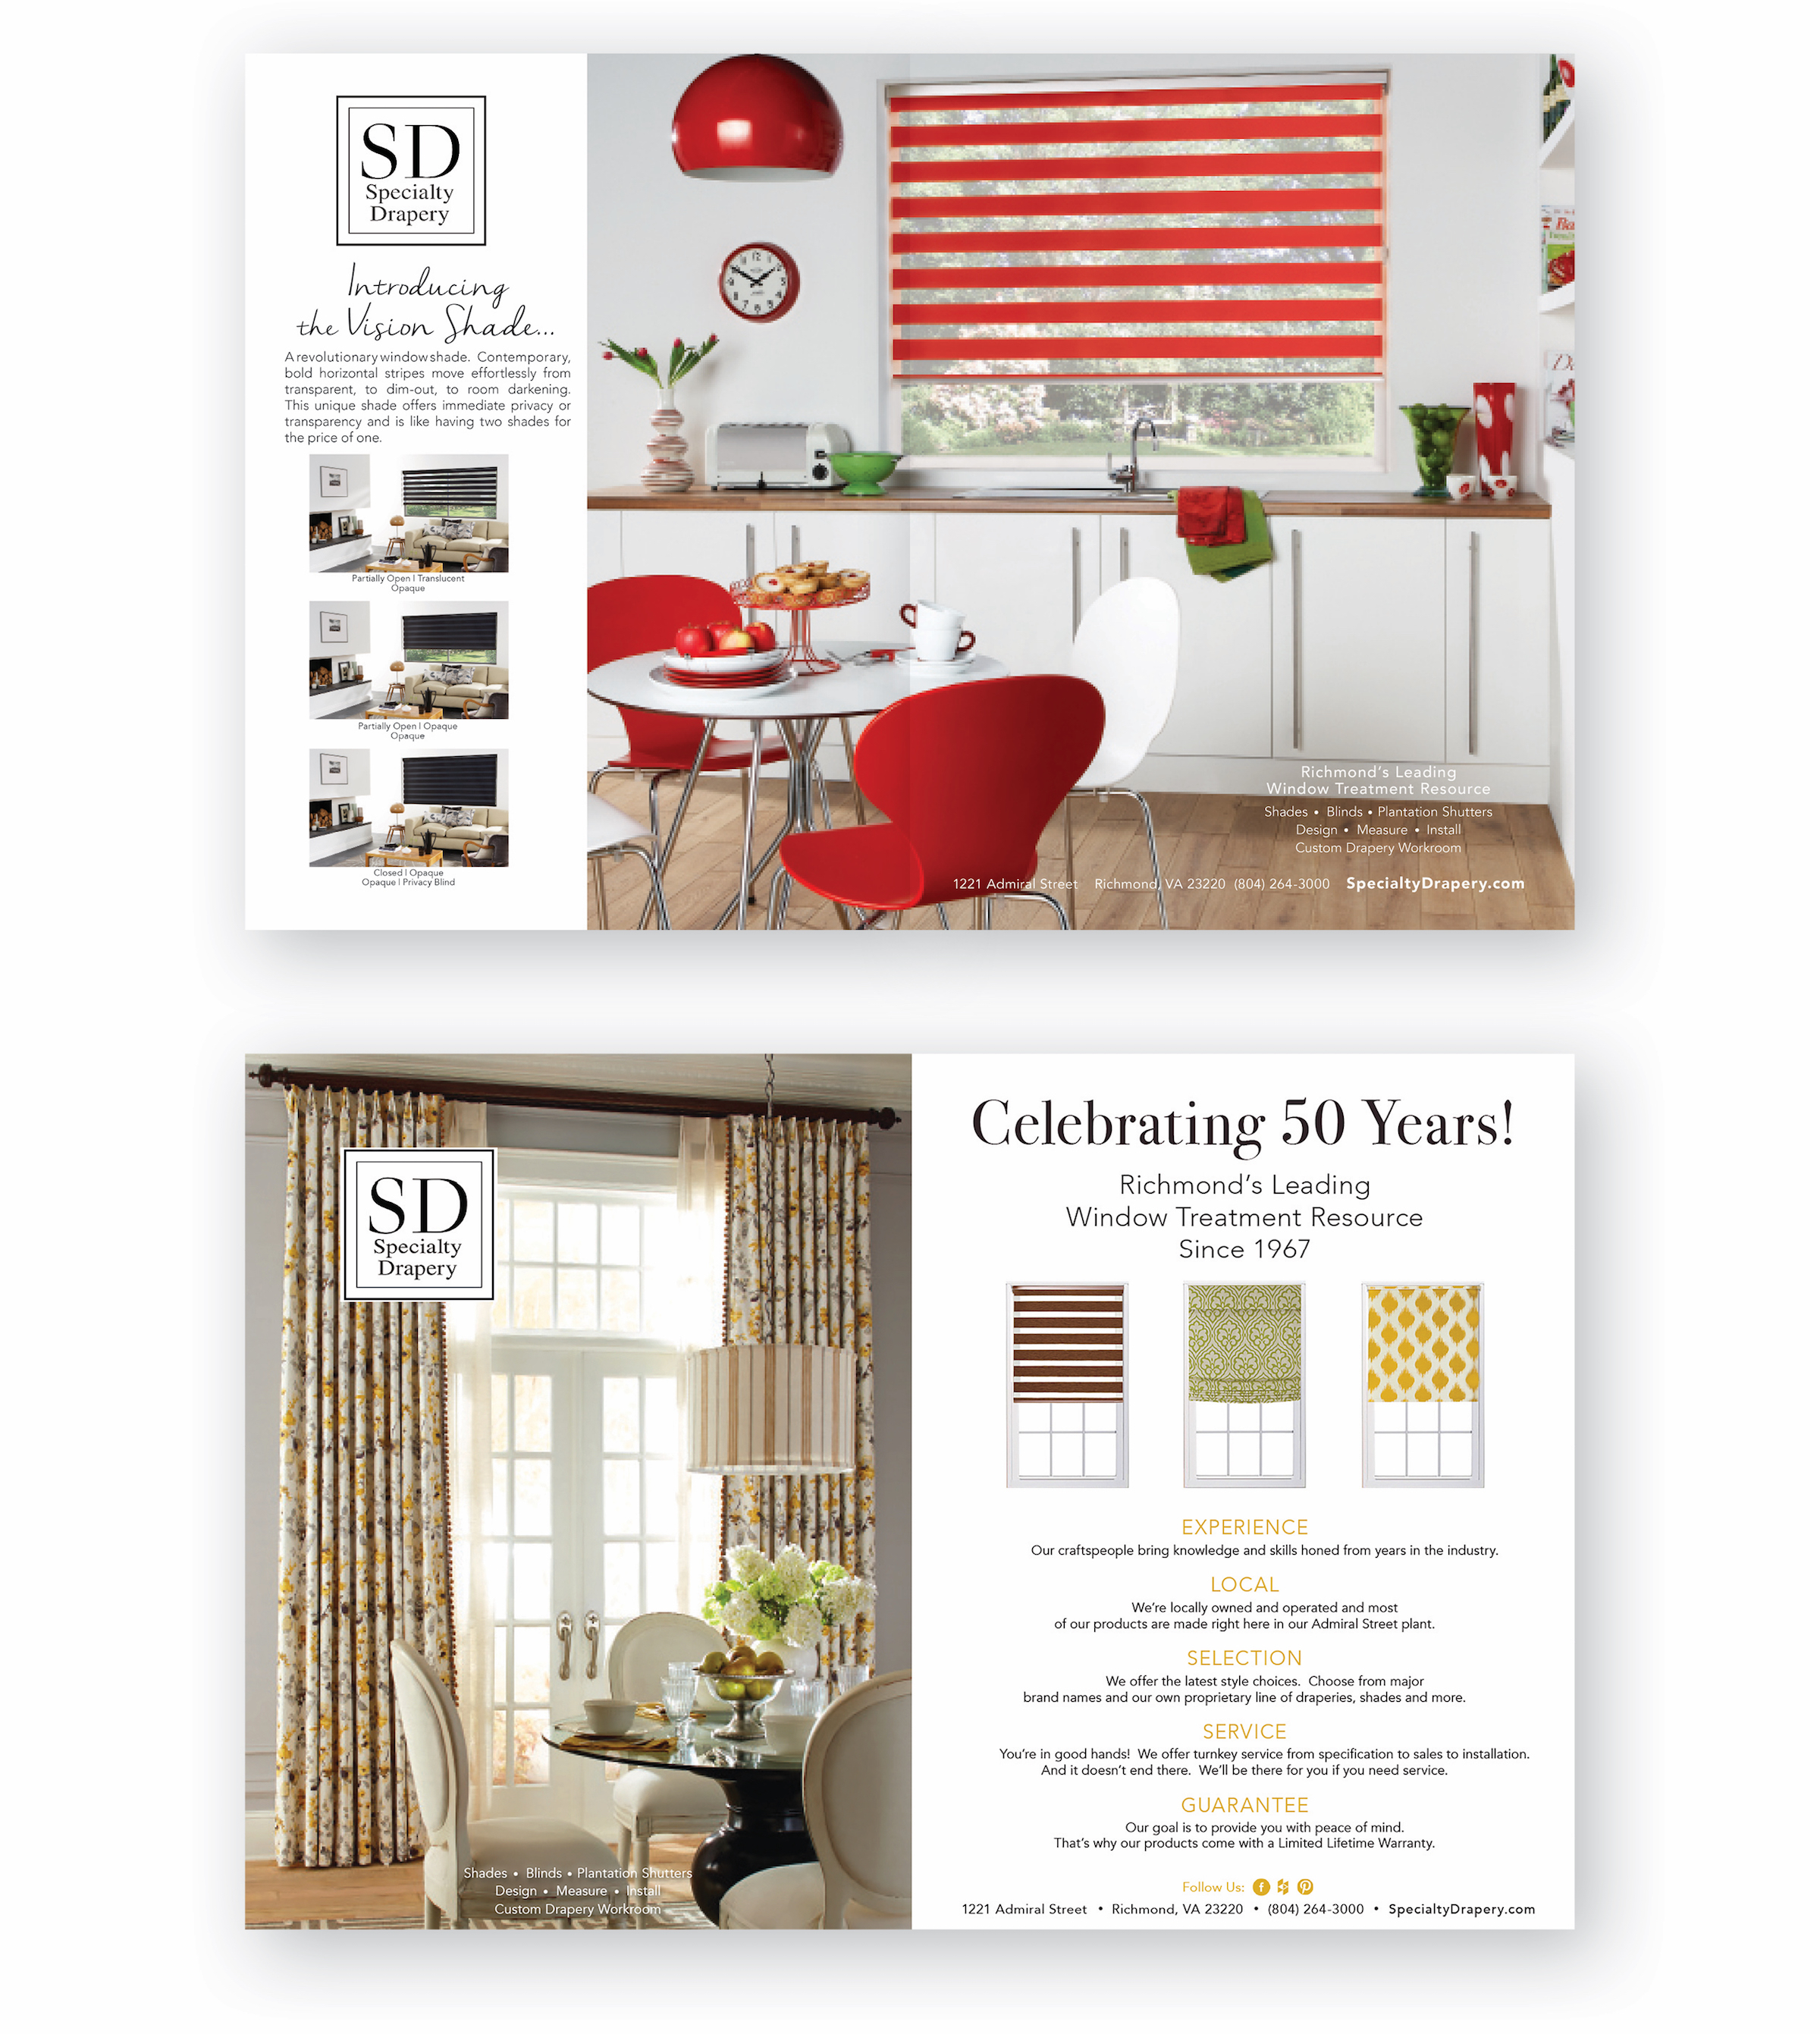 SD
Specialty
Drapery
Introducing
the Vision Shade...
A revolutionary window shade.  Contemporary,
bold horizontal stripes move effortlessly from
transparent, to dim-out, to room darkening.
This unique shade offers immediate privacy or
transparency and is like having two shades for
the price of one.
Partially Open | Translucent
Opaque
Partially Open | Opaque
Opaque
Closed | Opaque
Opaque | Privacy Blind
Richmond's Leading
Window Treatment Resource
Shades • Blinds • Plantation Shutters
Design • Measure • Install
Custom Drapery Workroom
1221 Admiral Street Richmond, VA 23220 (804) 264-3000 SpecialtyDrapery.com
SD
Specialty
Drapery
Shades • Blinds • Plantation Shutters
Design • Measure • Install
Custom Drapery Workroom
Celebrating 50 Years!
Richmond's Leading
Window Treatment Resource
Since 1967
EXPERIENCE
Our craftspeople bring knowledge and skills honed from years in the industry.
LOCAL
We're locally owned and operated and most
of our products are made right here in our Admiral Street plant.
SELECTION
We offer the latest style choices.  Choose from major
brand names and our own proprietary line of draperies, shades and more.
SERVICE
You're in good hands!  We offer turnkey service from specification to sales to installation.
And it doesn't end there.  We'll be there for you if you need service.
GUARANTEE
Our goal is to provide you with peace of mind.
That's why our products come with a Limited Lifetime Warranty.
Follow Us:
1221 Admiral Street • Richmond, VA 23220 • (804) 264-3000 • SpecialtyDrapery.com